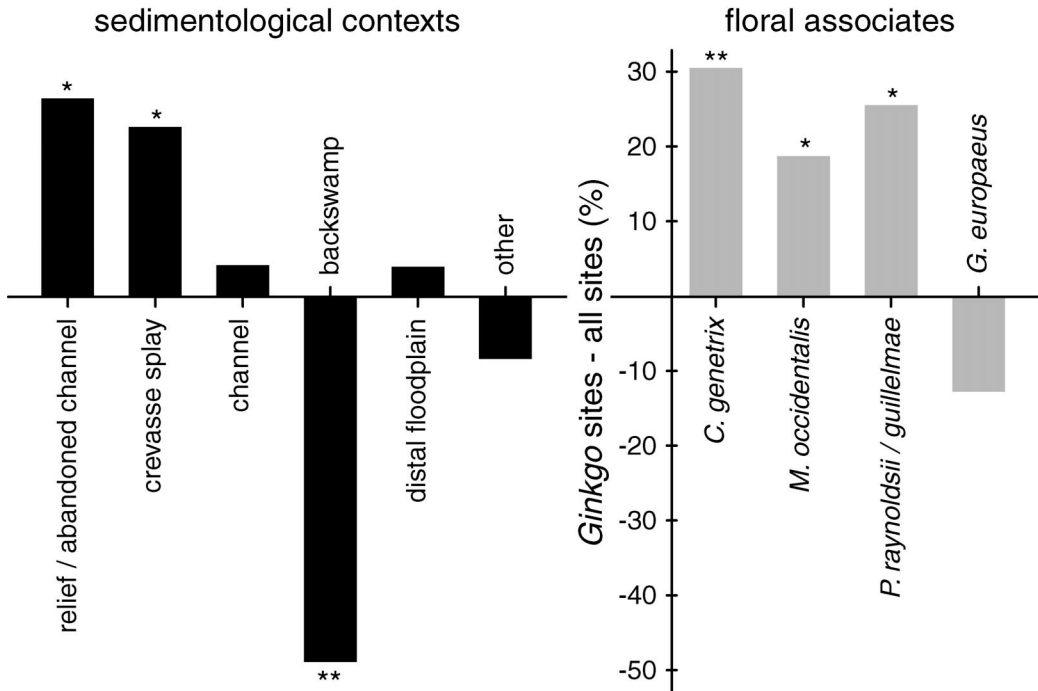 sedimentological contexts
*
*
relief / abandoned channel
crevasse splay
channel
backswamp
**
distal floodplain
other
floral associates
Ginkgo sites - all sites (%)
30
20
10
-10
-20
-30
-40
-50
**
*
*
C. genetrix
M. occidentalis
P. raynoldsii / guillelmae
G. europaeus